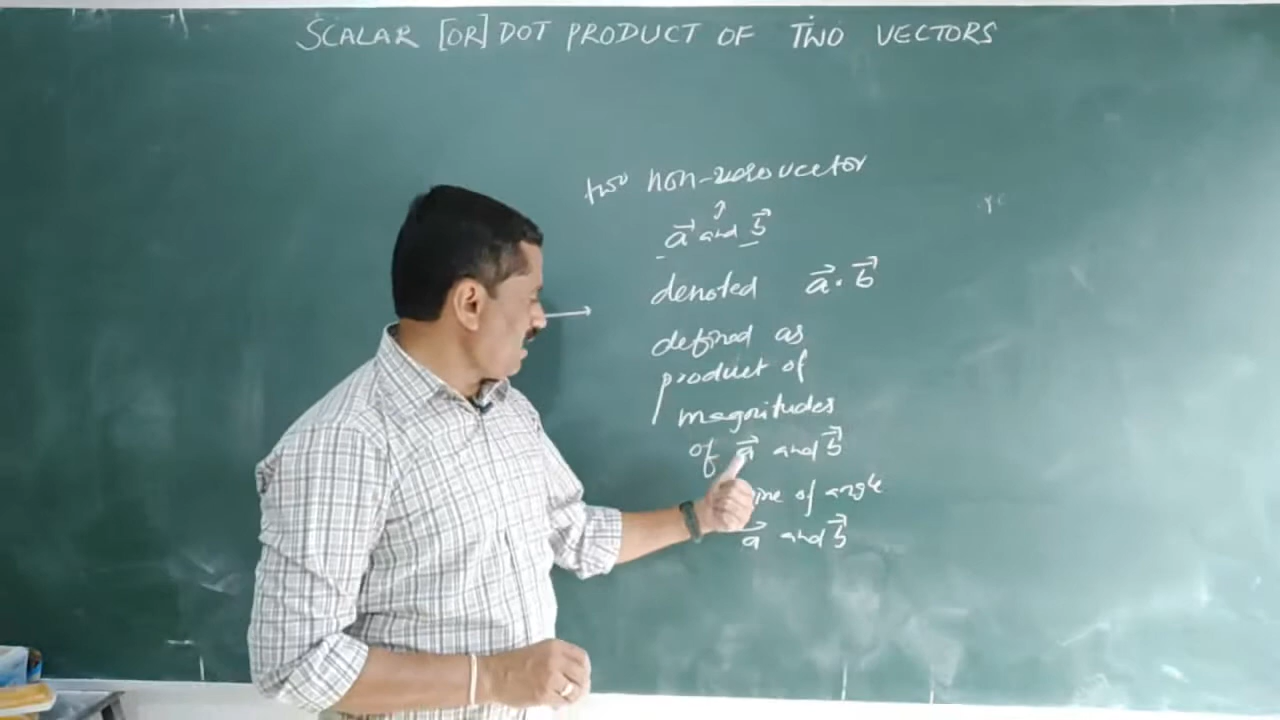 SCALAR [OR] DOT PRODUCT OF TWO VECTORS
two non-zero vector
a⃗ and b⃗
denoted a⃗ . b⃗
defined as
product of
magnitudes
of a⃗ and b⃗
of angle
a⃗ and b⃗